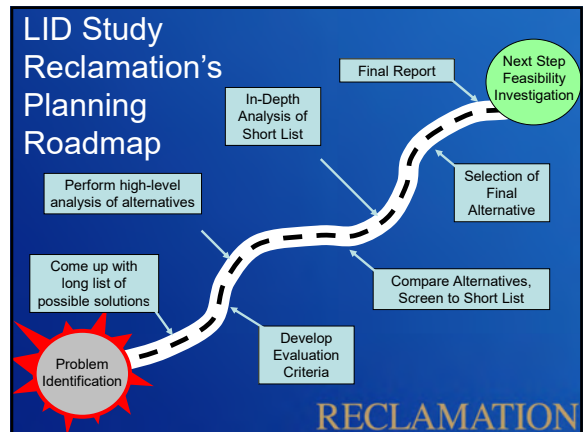 LID Study
Reclamation's
Planning
Roadmap
Problem
Identification
Come up with
long list of
possible solutions
Develop
Evaluation
Criteria
Perform high-level
analysis of alternatives
Compare Alternatives,
Screen to Short List
In-Depth
Analysis of
Short List
Selection of
Final
Alternative
Final Report
Next Step
Feasibility
Investigation
RECLAMATION